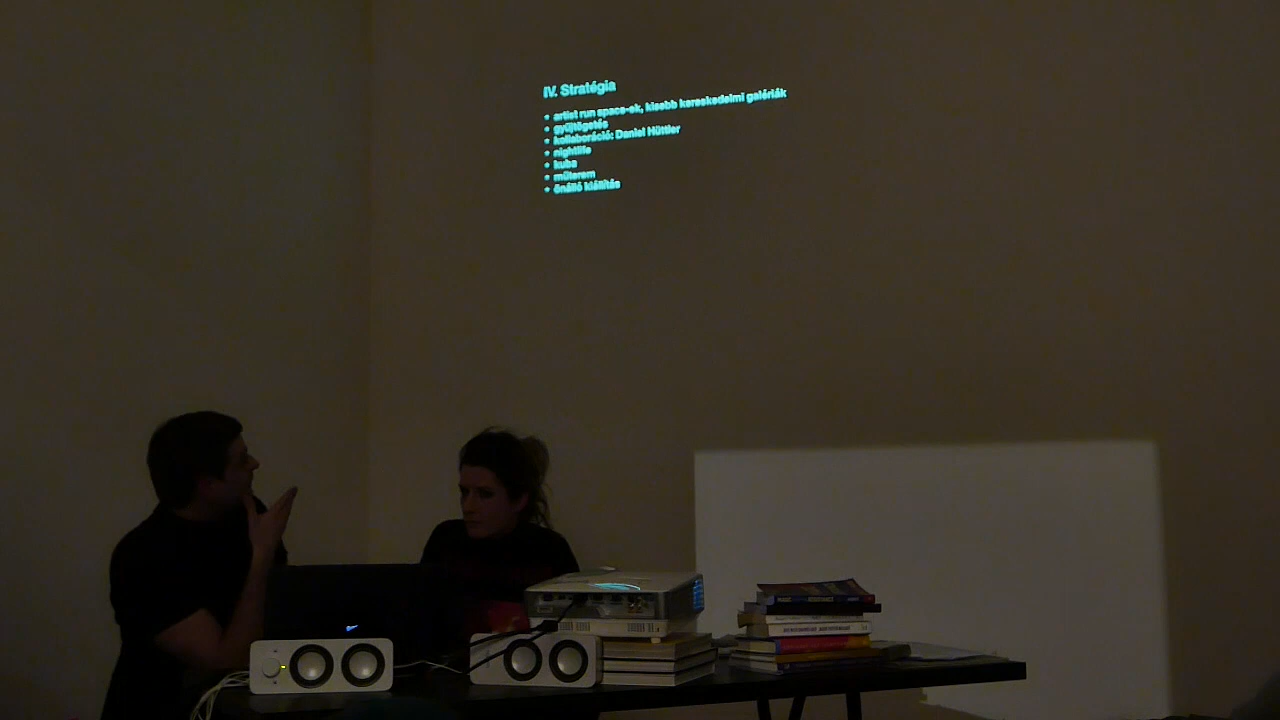 IV. Stratégia
• artist run space-ek, kisebb kereskedelmi galériák
• gyűjtögetés
• kollaboráció: Daniel Hüttler
• nightlife
• kuba
• műterem
• önálló kiállítás